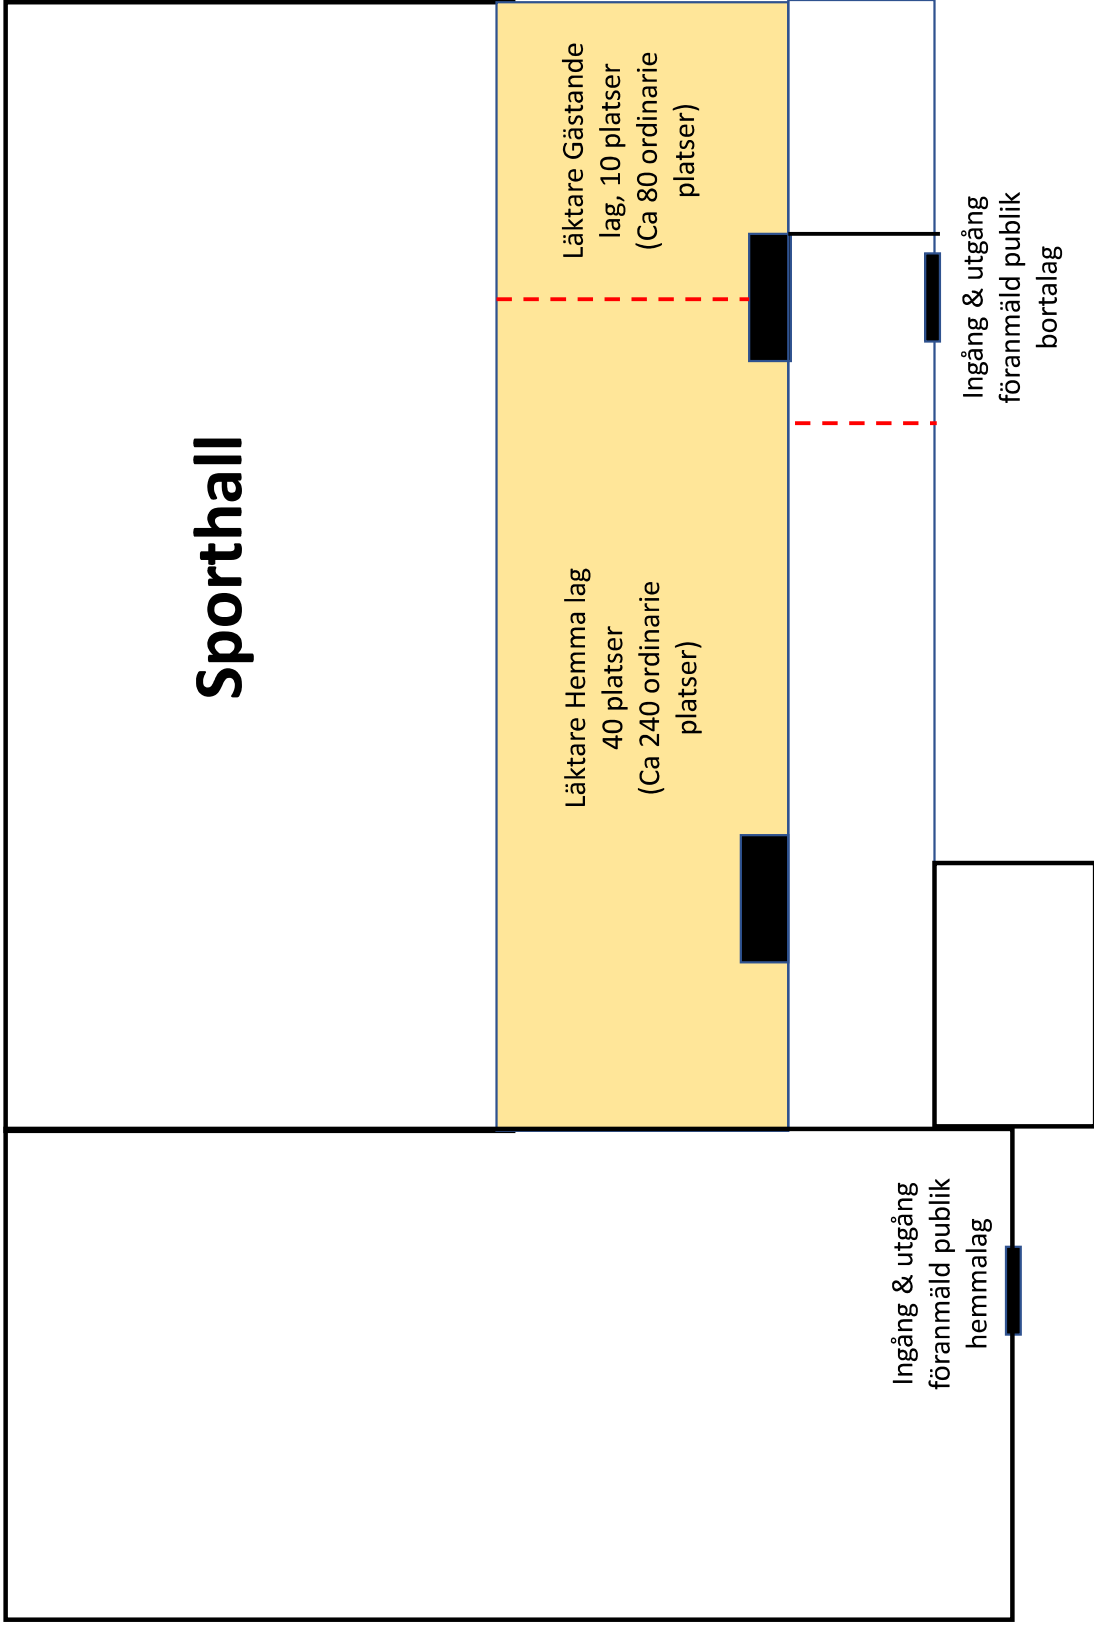 Sporthall
Läktare Hemma lag
40 platser
(Ca 240 ordinarie
platser)
Läktare Gästande
lag, 10 platser
(Ca 80 ordinarie
platser)
Ingång & utgång
föranmäld publik
hemmalag
Ingång & utgång
föranmäld publik
bortalag